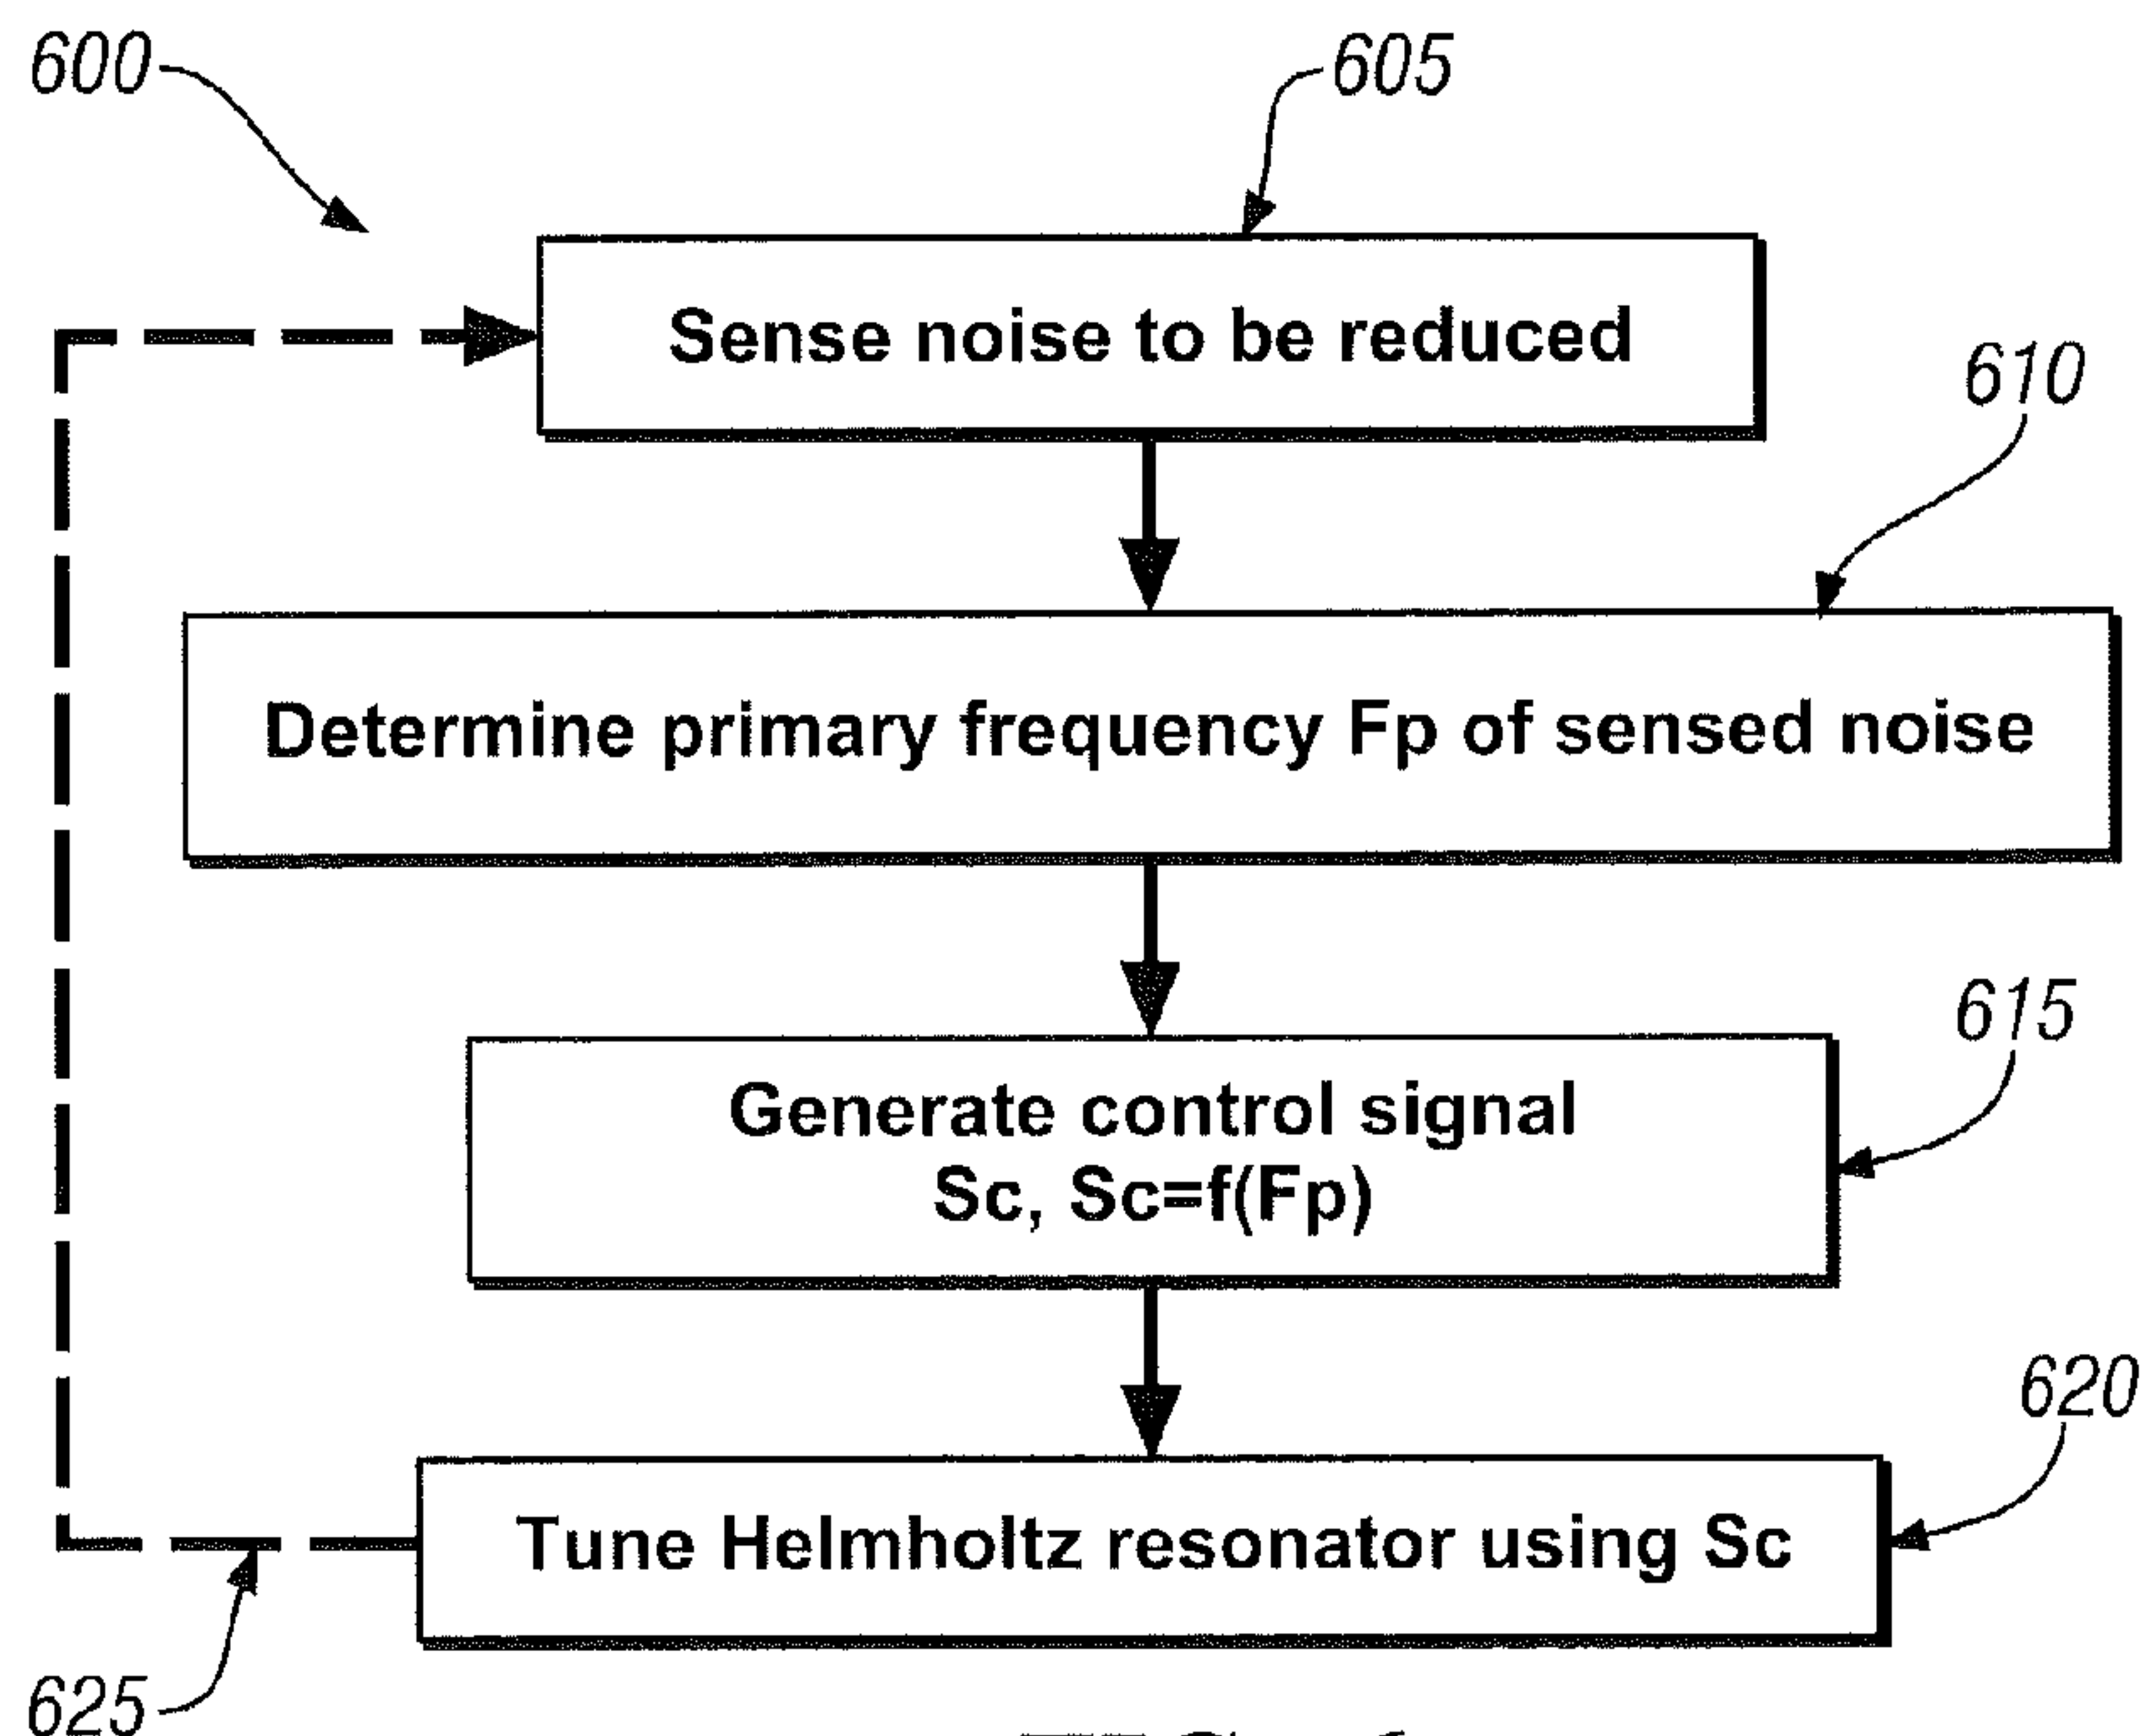 600
605
Sense noise to be reduced
610
Determine primary frequency Fp of sensed noise
615
Generate control signal
Sc, Sc=f(Fp)
620
Tune Helmholtz resonator using Sc
625